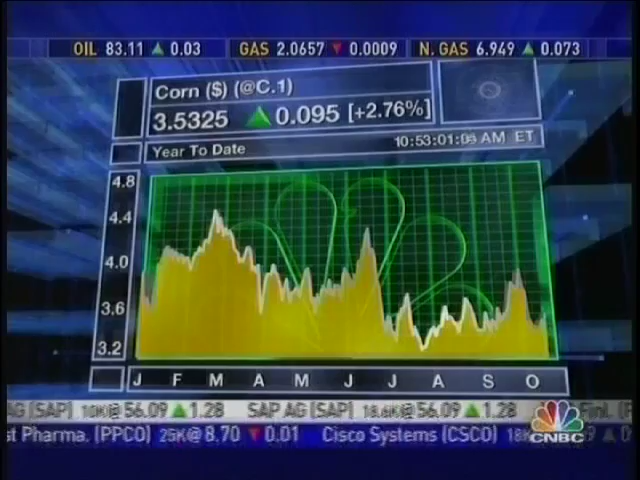 OIL 83.11 ▲ 0.03 GAS 2.0657 ▼ 0.0009 N. GAS 6.949 ▲ 0.073
Corn ($) (@C.1)
3.5325 ▲ 0.095 [+2.76%]
Year To Date 10:53:01 AM ET
4.8
4.4
4.0
3.6
3.2
J F M A M J J A S O
AG (SAP) 10K@56.09 ▲ 1.28 SAP AG (SAP) 18.6K@56.09 ▲ 1.28
CNBC
st Pharma. (PPCO) 25K@8.70 ▼ 0.01 Cisco Systems (CSCO)